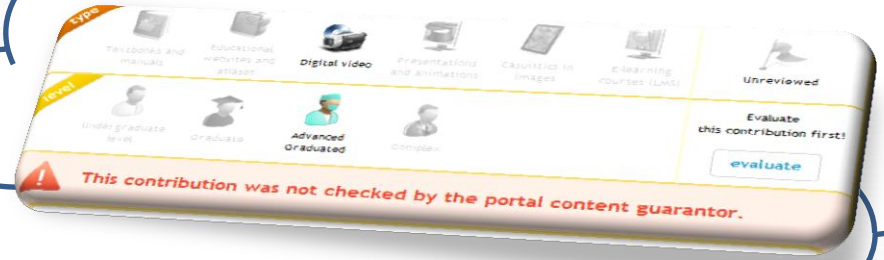 type
Textbooks and
manuals
Educational
websites and
atlases
Digital video
Presentations
and animations
Casuistics in
images
E-learning
courses (LMS)
Unreviewed
level
Undergraduate
level
Graduate
Advanced
Graduated
Complex
Evaluate
this contribution first!
evaluate
This contribution was not checked by the portal content guarantor.